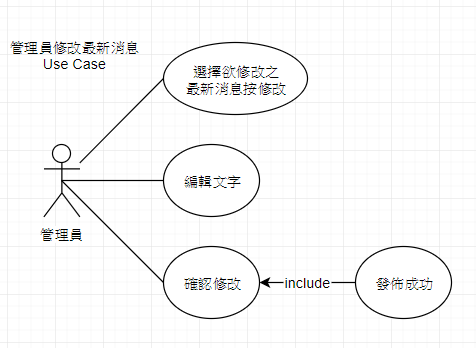 管理員修改最新消息
Use Case
選擇欲修改之
最新消息按修改
編輯文字
管理員
確認修改
include
發佈成功